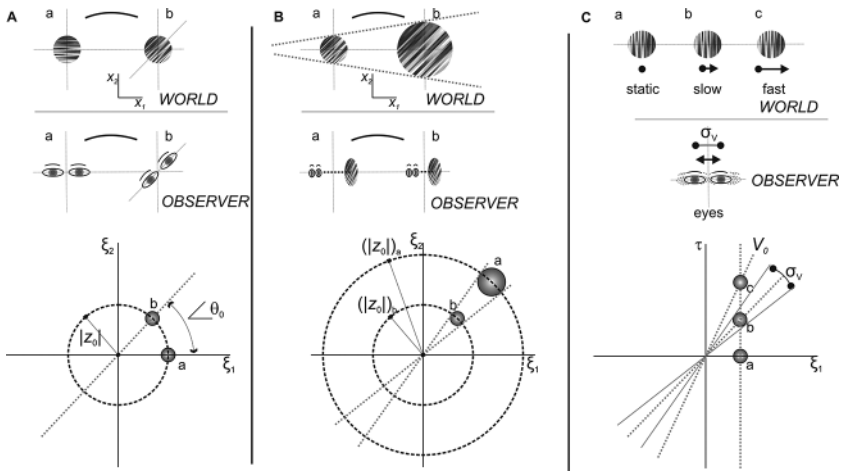 A
a
b
x₂
x₁
WORLD
a
b
OBSERVER
ξ₂
b
θ₀
|z₀|
a
ξ₁
B
a
b
x₂
x₁
WORLD
a
b
OBSERVER
ξ₂
(|z₀|)ₐ
a
(|z₀|)b
b
ξ₁
C
a
b
c
static
slow
fast
WORLD
σᵥ
OBSERVER
eyes
τ
V₀
σᵥ
c
b
a
ξ₁